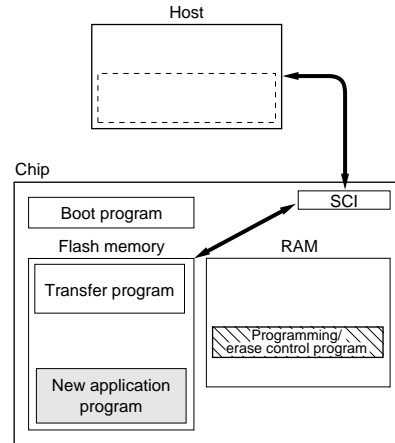 Host
Chip
SCI
Boot program
Flash memory
RAM
Transfer program
Programming/
erase control program
New application
program